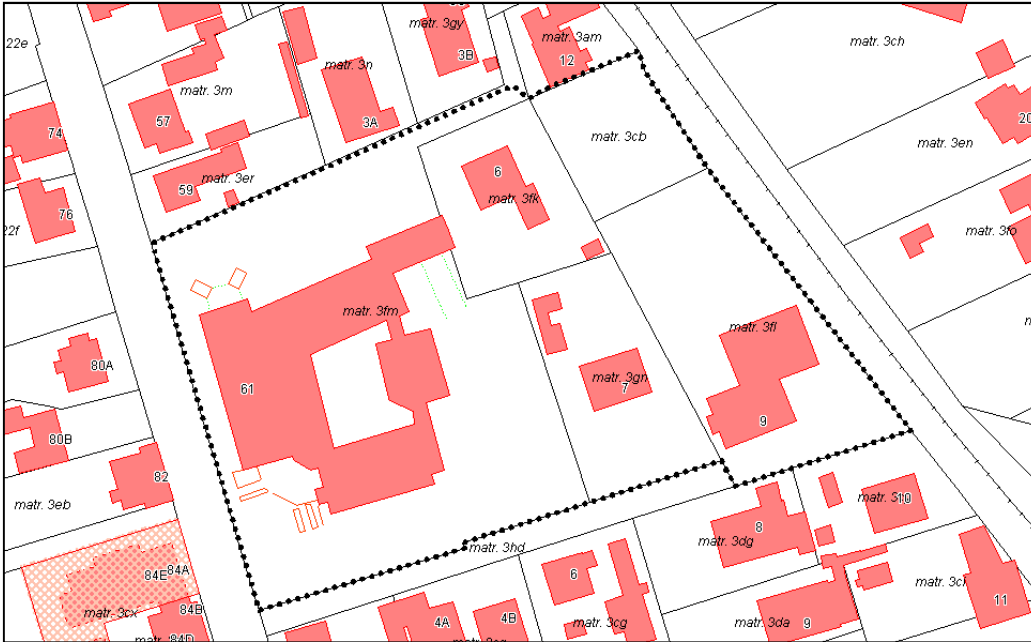 22e
matr. 3gy
3B
matr. 3am
12
matr. 3ch
matr. 3n
matr. 3m
57
3A
74
20
matr. 3cb
matr. 3en
6
59
matr. 3er
matr. 3fk
76
22f
matr. 3fo
matr. 3fm
matr. 3fl
80A
61
matr. 3gn
7
9
80B
82
matr. 3eb
10
8
matr. 3dg
matr. 3hd
84E
84A
6
84B
matr. 3cx
4A
4B
matr. 3cg
matr. 3da
9
11
84D